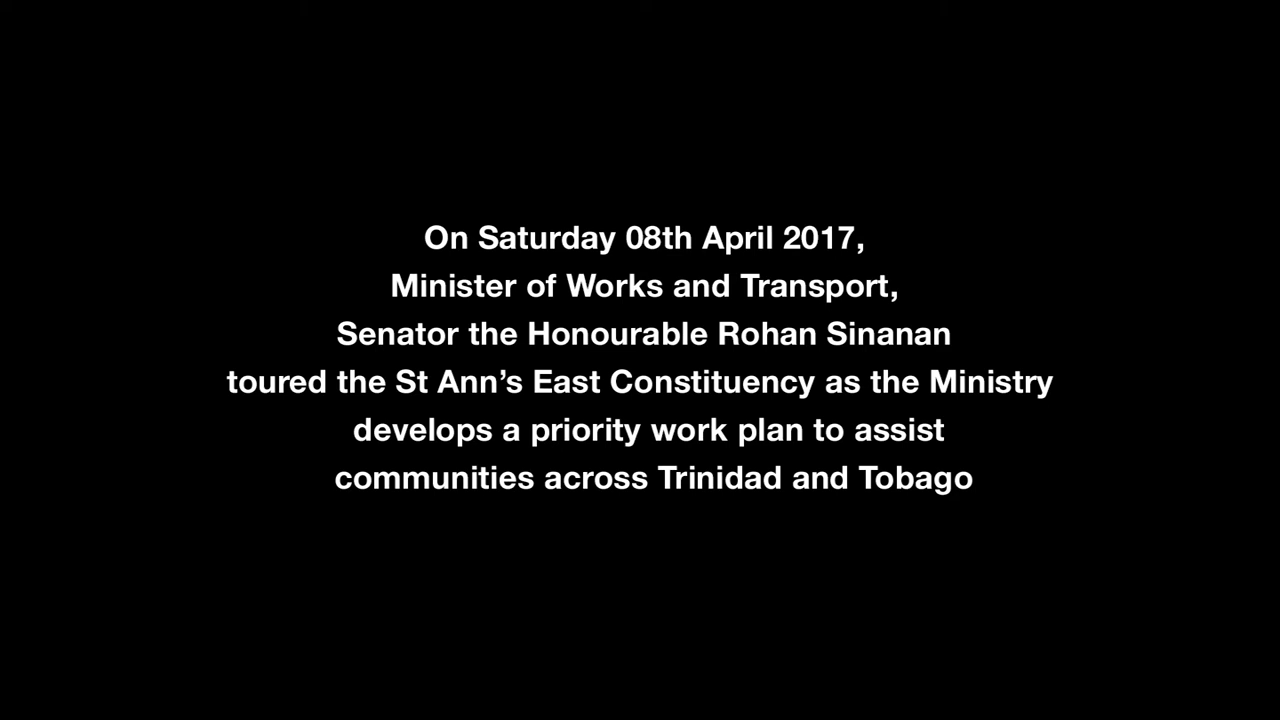 On Saturday 08th April 2017,
Minister of Works and Transport,
Senator the Honourable Rohan Sinanan
toured the St Ann’s East Constituency as the Ministry
develops a priority work plan to assist
communities across Trinidad and Tobago